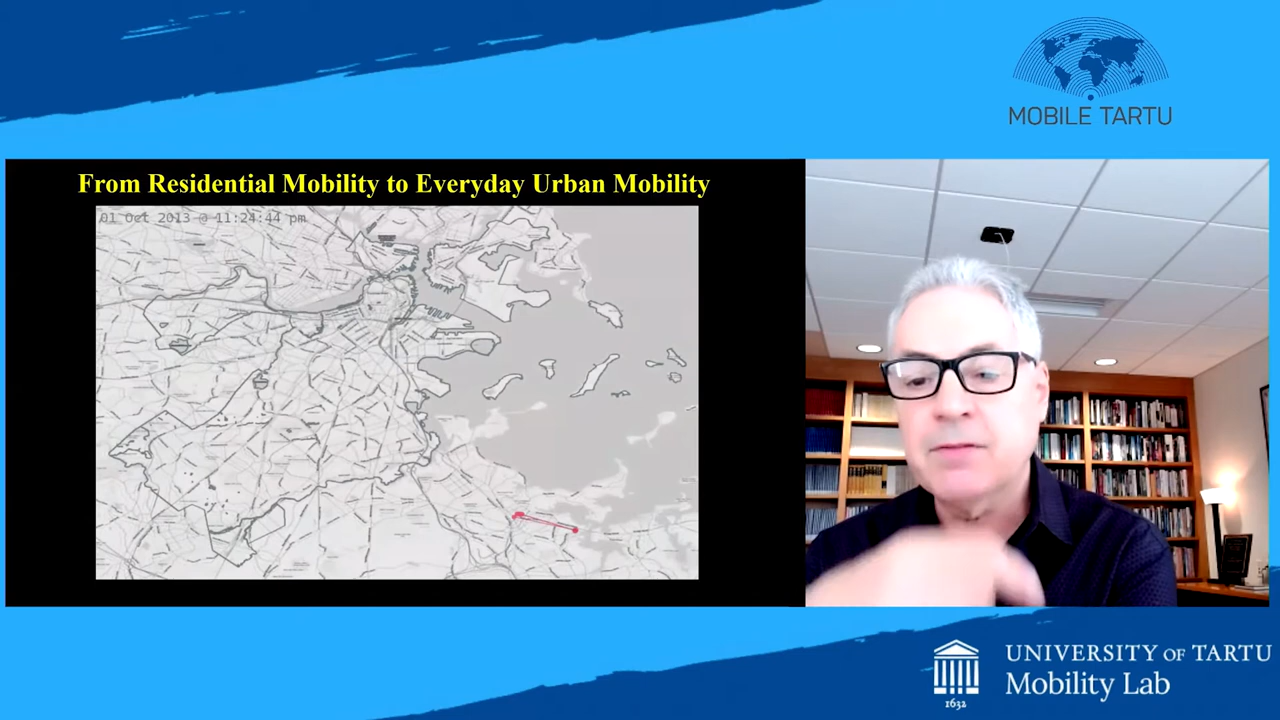 MOBILE TARTU
From Residential Mobility to Everyday Urban Mobility
01 Oct 2013 @ 11:24:44 pm
UNIVERSITY OF TARTU
Mobility Lab
1632